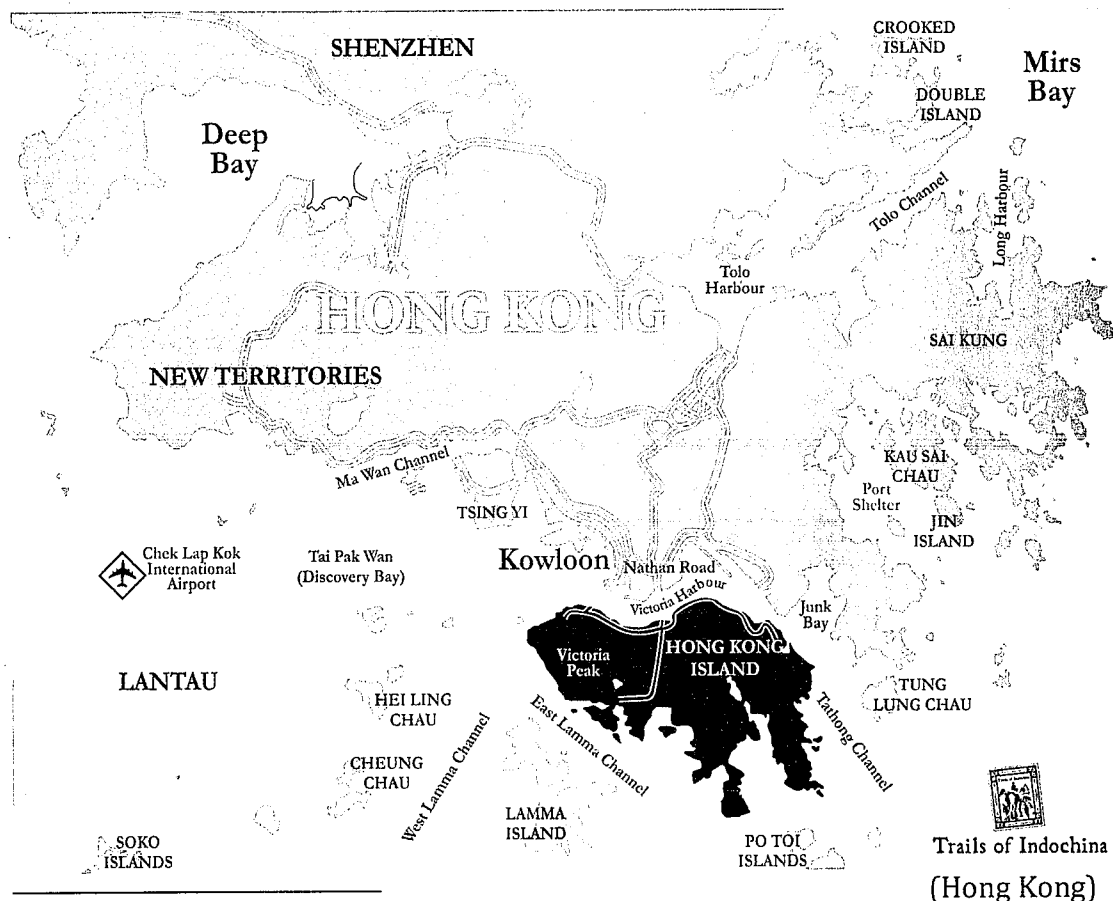 CROOKED
ISLAND
SHENZHEN
Mirs
Bay
DOUBLE
ISLAND
Deep
Bay
Tolo Channel
Long Harbour
Tolo
Harbour
HONG KONG
SAI KUNG
NEW TERRITORIES
Ma Wan Channel
KAU SAI
CHAU
Port
Shelter
TSING YI
JIN
ISLAND
Chek Lap Kok
International
Airport
Tai Pak Wan
(Discovery Bay)
Kowloon
Nathan Road
Victoria Harbour
Junk
Bay
Victoria
Peak
HONG KONG
ISLAND
LANTAU
HEI LING
CHAU
TUNG
LUNG CHAU
East Lamma Channel
Tathong Channel
West Lamma Channel
CHEUNG
CHAU
LAMMA
ISLAND
SOKO
ISLANDS
PO TOI
ISLANDS
Trails of Indochina
(Hong Kong)